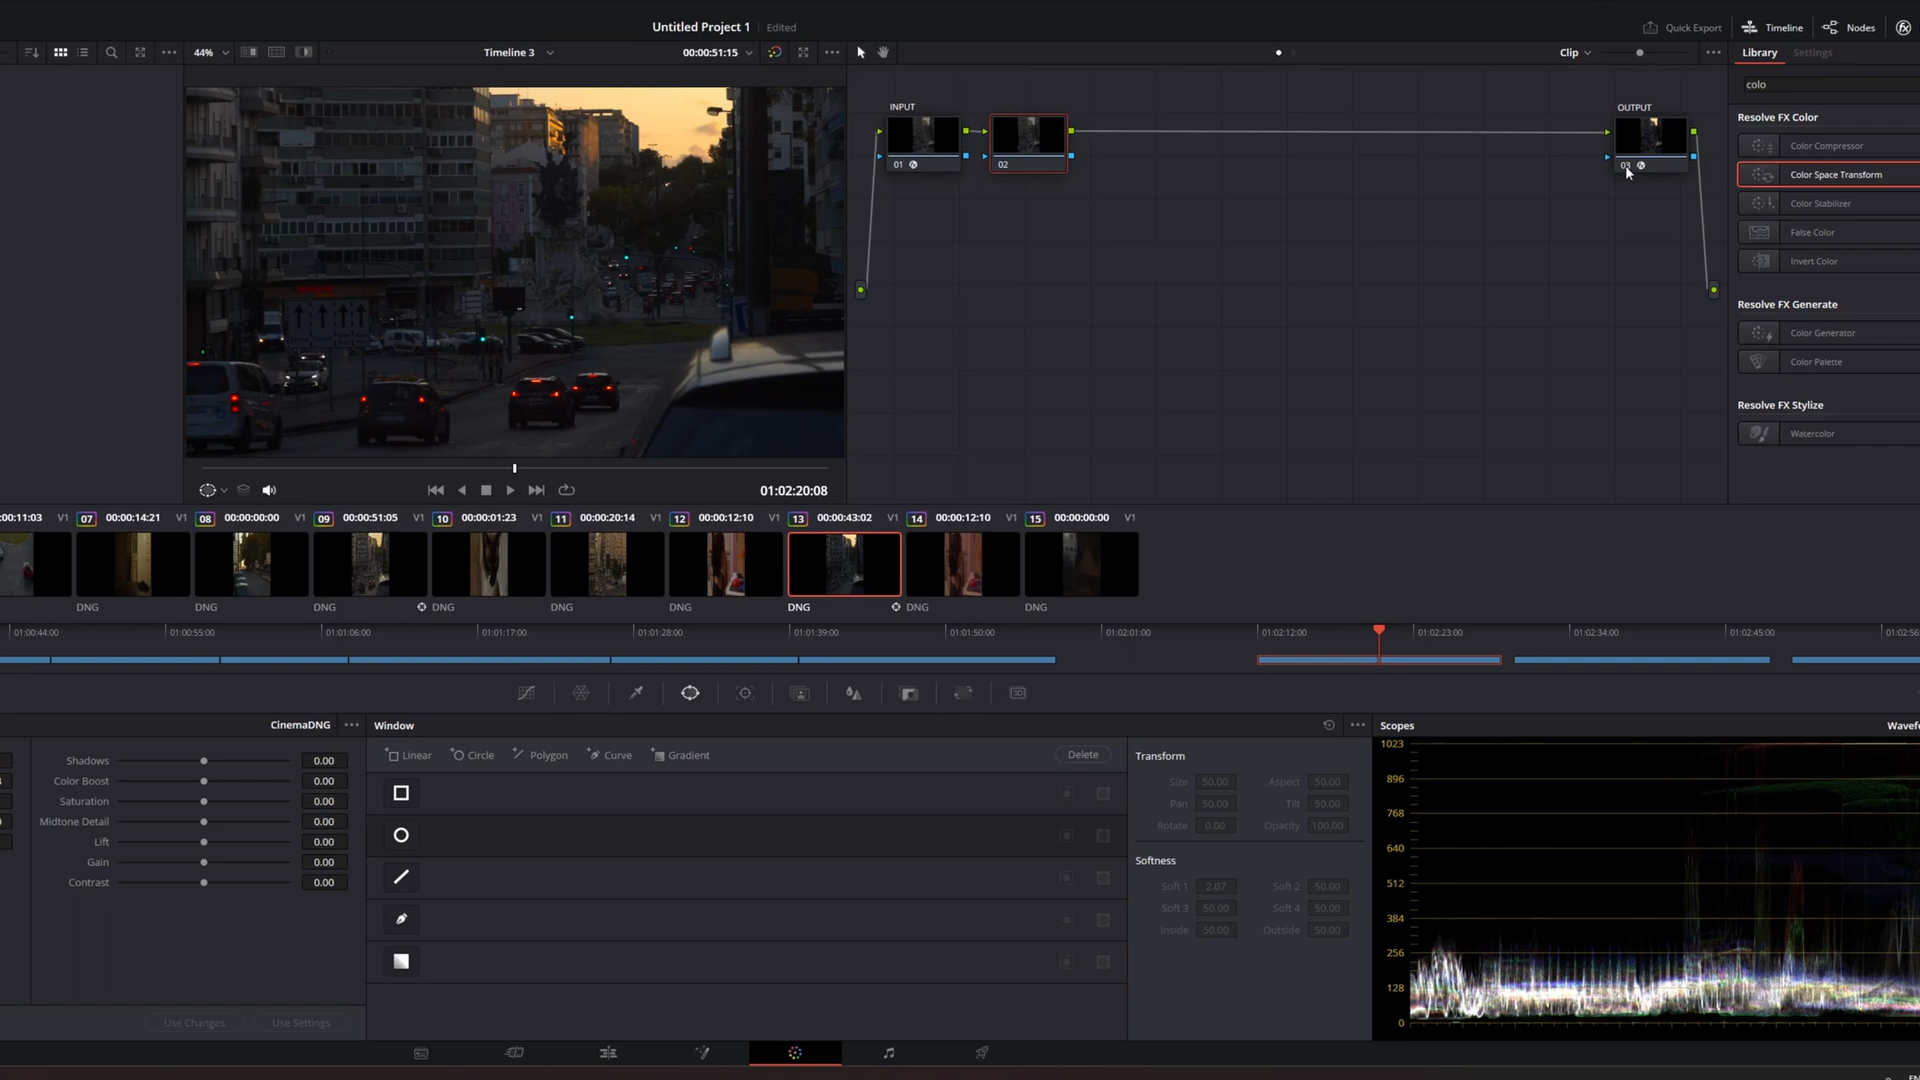 Untitled Project 1 Edited
Quick Export Timeline Nodes
44% Timeline 3 00:00:51:15 Clip Library Settings
colo
INPUT OUTPUT
01 02 03
Resolve FX Color
Color Compressor
Color Space Transform
Color Stabilizer
False Color
Invert Color
Resolve FX Generate
Color Generator
Color Palette
Resolve FX Stylize
Watercolor
01:02:20:08
:00:11:03 V1 07 00:00:14:21 V1 08 00:00:00:00 V1 09 00:00:51:05 V1 10 00:00:01:23 V1 11 00:00:20:14 V1 12 00:00:12:10 V1 13 00:00:43:02 V1 14 00:00:12:10 V1 15 00:00:00:00 V1
DNG DNG DNG DNG DNG DNG DNG DNG DNG
01:00:44:00 01:00:55:00 01:01:06:00 01:01:17:00 01:01:28:00 01:01:39:00 01:01:50:00 01:02:01:00 01:02:12:00 01:02:23:00 01:02:34:00 01:02:45:00 01:02:56:
CinemaDNG Window Scopes Wavefo
Shadows 0.00
Color Boost 0.00
Saturation 0.00
Midtone Detail 0.00
Lift 0.00
Gain 0.00
Contrast 0.00
Use Changes Use Settings
Linear Circle Polygon Curve Gradient Delete
Transform
Size 50.00 Aspect 50.00
Pan 50.00 Tilt 50.00
Rotate 0.00 Opacity 100.00
Softness
Soft 1 2.07 Soft 2 50.00
Soft 3 50.00 Soft 4 50.00
Inside 50.00 Outside 50.00
1023
896
768
640
512
384
256
128
0
3D